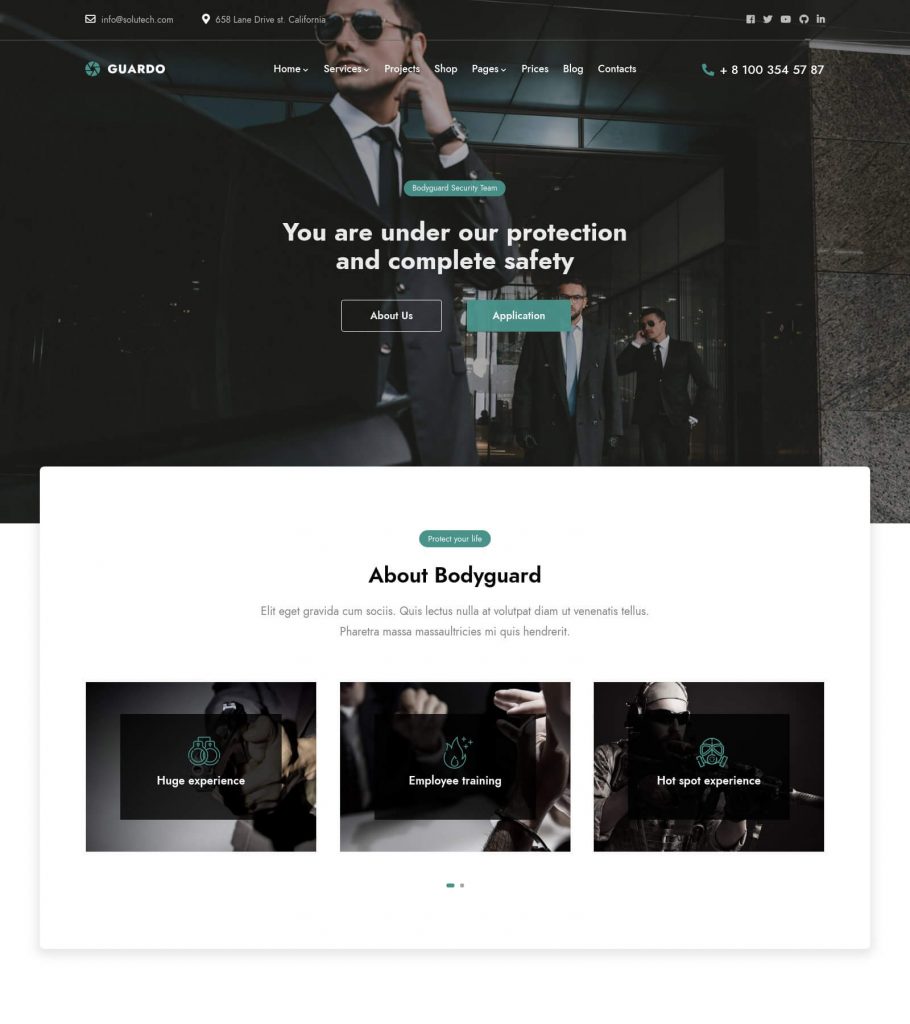 info@solutech.com
658 Lane Drive st. California
GUARDO
Home
Services
Projects
Shop
Pages
Prices
Blog
Contacts
+ 8 100 354 57 87
Bodyguard Security Team
You are under our protection
and complete safety
About Us
Application
Protect your life
About Bodyguard
Elit eget gravida cum sociis. Quis lectus nulla at volutpat diam ut venenatis tellus.
Pharetra massa massaultricies mi quis hendrerit.
Huge experience
Employee training
Hot spot experience